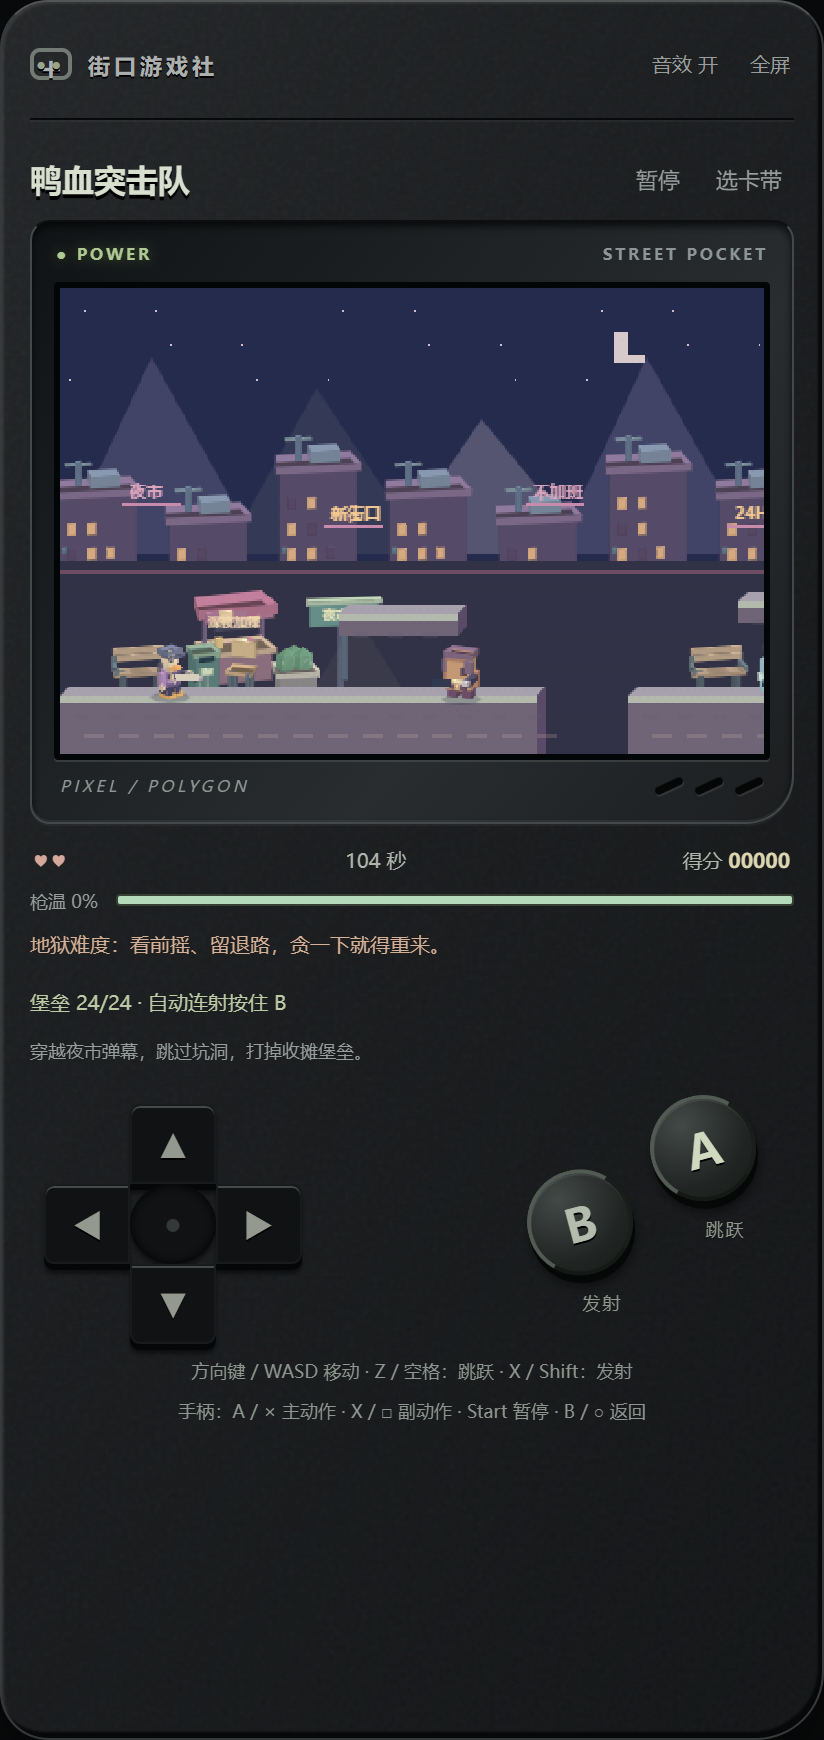 街口游戏社
音效 开 全屏
鸭血突击队
暂停 选卡带
● POWER STREET POCKET
夜市
新街口
不加班
24H
PIXEL / POLYGON
♥♥ 104 秒 得分 00000
枪温 0%
地狱难度：看前摇、留退路，贪一下就得重来。
堡垒 24/24 · 自动连射按住 B
穿越夜市弹幕，跳过坑洞，打掉收摊堡垒。
▲
◀ ▶
▼
A
跳跃
B
发射
方向键 / WASD 移动 · Z / 空格：跳跃 · X / Shift：发射
手柄：A / × 主动作 · X / □ 副动作 · Start 暂停 · B / ○ 返回